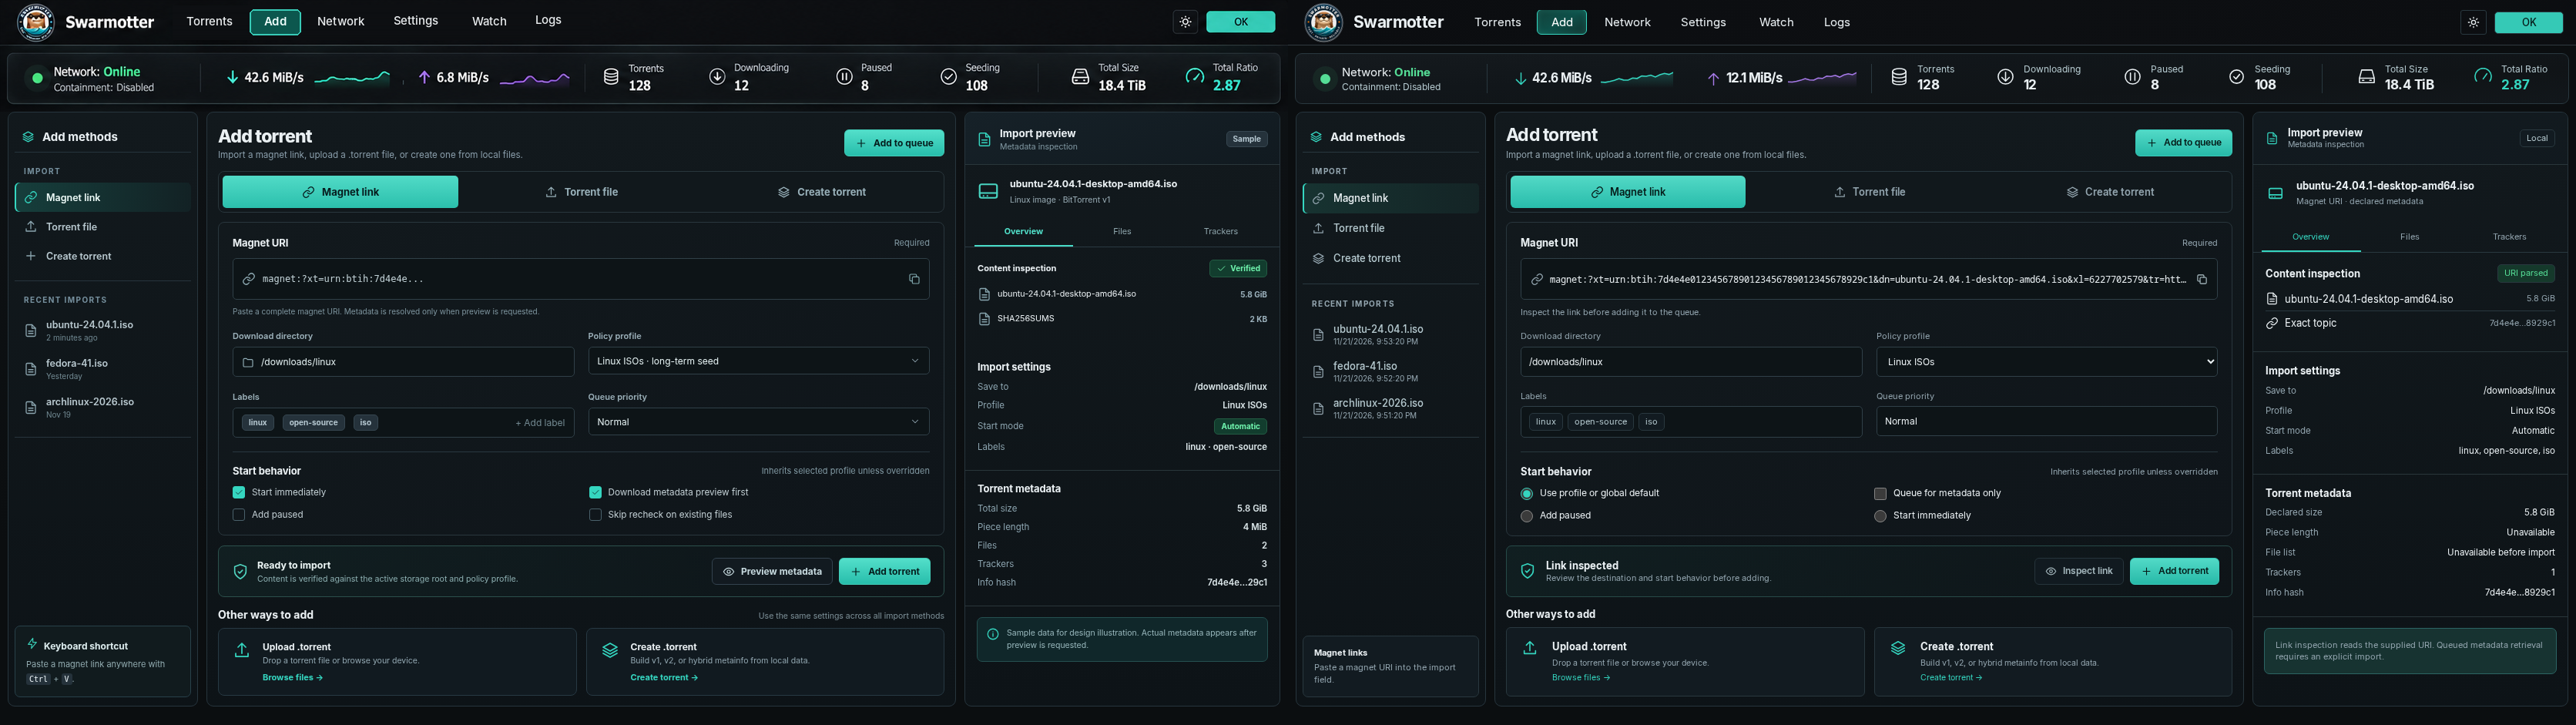 Swarmotter
Torrents Add Network Settings Watch Logs
OK
Network: Online
Containment: Disabled
42.6 MiB/s
6.8 MiB/s
Torrents
128
Downloading
12
Paused
8
Seeding
108
Total Size
18.4 TiB
Total Ratio
2.87
Add methods
IMPORT
Magnet link
Torrent file
Create torrent
RECENT IMPORTS
ubuntu-24.04.1.iso
2 minutes ago
fedora-41.iso
Yesterday
archlinux-2026.iso
Nov 19
Keyboard shortcut
Paste a magnet link anywhere with
Ctrl + V.
Add torrent
Import a magnet link, upload a .torrent file, or create one from local files.
Add to queue
Magnet link Torrent file Create torrent
Magnet URI Required
magnet:?xt=urn:btih:7d4e4e...
Paste a complete magnet URI. Metadata is resolved only when preview is requested.
Download directory Policy profile
/downloads/linux Linux ISOs · long-term seed
Labels Queue priority
linux open-source iso + Add label Normal
Start behavior Inherits selected profile unless overridden
Start immediately Download metadata preview first
Add paused Skip recheck on existing files
Ready to import
Content is verified against the active storage root and policy profile.
Preview metadata Add torrent
Other ways to add Use the same settings across all import methods
Upload .torrent
Drop a torrent file or browse your device.
Browse files →
Create .torrent
Build v1, v2, or hybrid metainfo from local data.
Create torrent →
Import preview
Metadata inspection
Sample
ubuntu-24.04.1-desktop-amd64.iso
Linux image · BitTorrent v1
Overview Files Trackers
Content inspection Verified
ubuntu-24.04.1-desktop-amd64.iso 5.8 GiB
SHA256SUMS 2 KB
Import settings
Save to /downloads/linux
Profile Linux ISOs
Start mode Automatic
Labels linux · open-source
Torrent metadata
Total size 5.8 GiB
Piece length 4 MiB
Files 2
Trackers 3
Info hash 7d4e4e...29c1
Sample data for design illustration. Actual metadata appears after
preview is requested.
Swarmotter
Torrents Add Network Settings Watch Logs
OK
Network: Online
Containment: Disabled
42.6 MiB/s
12.1 MiB/s
Torrents
128
Downloading
12
Paused
8
Seeding
108
Total Size
18.4 TiB
Total Ratio
2.87
Add methods
IMPORT
Magnet link
Torrent file
Create torrent
RECENT IMPORTS
ubuntu-24.04.1.iso
11/21/2026, 9:53:20 PM
fedora-41.iso
11/21/2026, 9:52:20 PM
archlinux-2026.iso
11/21/2026, 9:51:20 PM
Magnet links
Paste a magnet URI into the import
field.
Add torrent
Import a magnet link, upload a .torrent file, or create one from local files.
Add to queue
Magnet link Torrent file Create torrent
Magnet URI Required
magnet:?xt=urn:btih:7d4e4e01234567890123456789012345678929c1&dn=ubuntu-24.04.1-desktop-amd64.iso&xl=6227702579&tr=htt…
Inspect the link before adding it to the queue.
Download directory Policy profile
/downloads/linux Linux ISOs
Labels Queue priority
linux open-source iso Normal
Start behavior Inherits selected profile unless overridden
Use profile or global default Queue for metadata only
Add paused Start immediately
Link inspected
Review the destination and start behavior before adding.
Inspect link Add torrent
Other ways to add
Upload .torrent
Drop a torrent file or browse your device.
Browse files →
Create .torrent
Build v1, v2, or hybrid metainfo from local data.
Create torrent →
Import preview
Metadata inspection
Local
ubuntu-24.04.1-desktop-amd64.iso
Magnet URI · declared metadata
Overview Files Trackers
Content inspection URI parsed
ubuntu-24.04.1-desktop-amd64.iso 5.8 GiB
Exact topic 7d4e4e...8929c1
Import settings
Save to /downloads/linux
Profile Linux ISOs
Start mode Automatic
Labels linux, open-source, iso
Torrent metadata
Declared size 5.8 GiB
Piece length Unavailable
File list Unavailable before import
Trackers 1
Info hash 7d4e4e...8929c1
Link inspection reads the supplied URI. Queued metadata retrieval
requires an explicit import.